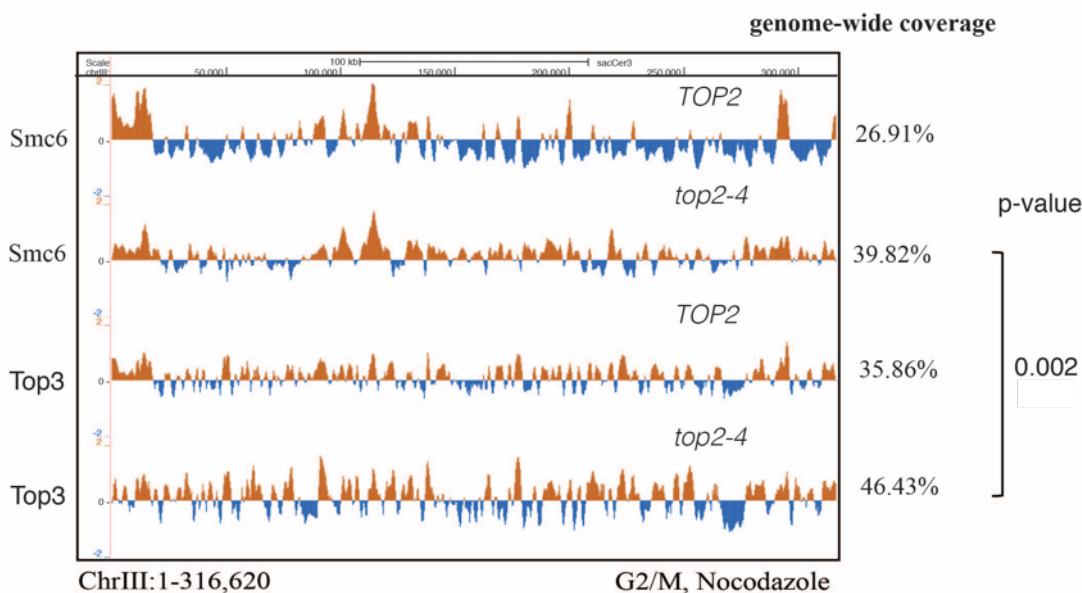 genome-wide coverage
Scale 100 kb sacCer3
chrIII: 50,000 100,000 150,000 200,000 250,000 300,000
2
TOP2
Smc6 0 26.91%
-2
2
top2-4
p-value
Smc6 0 39.82%
-2
2
TOP2
Top3 0 35.86%
0.002
-2
2
top2-4
Top3 0 46.43%
-2
ChrIII:1-316,620 G2/M, Nocodazole